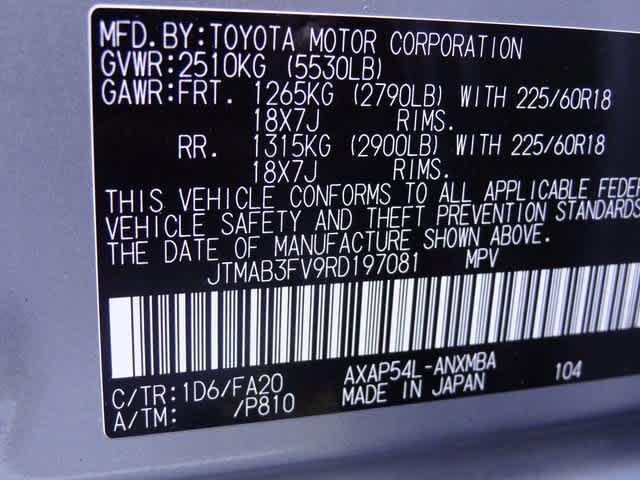 MFD.BY:TOYOTA MOTOR CORPORATION
GVWR:2510KG (5530LB)
GAWR:FRT. 1265KG (2790LB) WITH 225/60R18
18X7J RIMS.
RR. 1315KG (2900LB) WITH 225/60R18
18X7J RIMS.
THIS VEHICLE CONFORMS TO ALL APPLICABLE FEDER
VEHICLE SAFETY AND THEFT PREVENTION STANDARDS
THE DATE OF MANUFACTURE SHOWN ABOVE.
JTMAB3FV9RD197081 MPV
C/TR:1D6/FA20 AXAP54L-ANXMBA 104
A/TM: /P810 MADE IN JAPAN